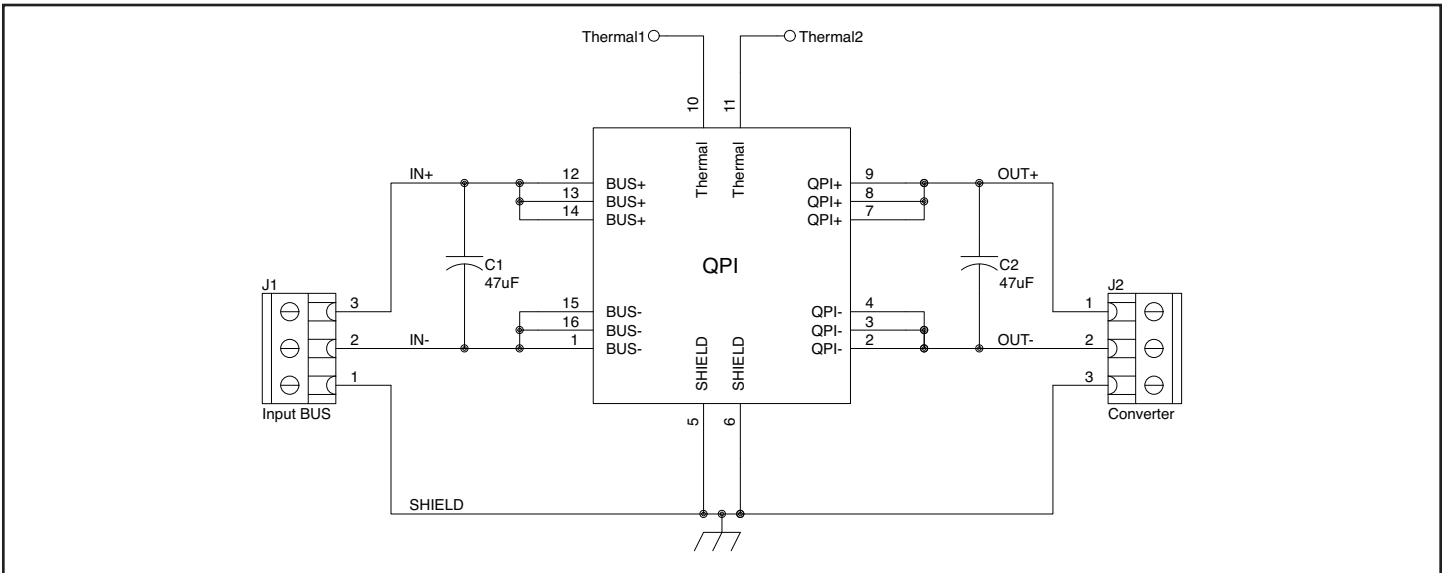 Thermal1
Thermal2
10
11
Thermal
Thermal
IN+
12
BUS+
13
BUS+
14
BUS+
QPI+
9
OUT+
QPI+
8
QPI+
7
QPI
C1
47uF
C2
47uF
J1
3
IN-
2
1
Input BUS
15
BUS-
16
BUS-
1
BUS-
QPI-
4
QPI-
3
QPI-
2
OUT-
SHIELD
SHIELD
5
6
J2
1
2
3
Converter
SHIELD